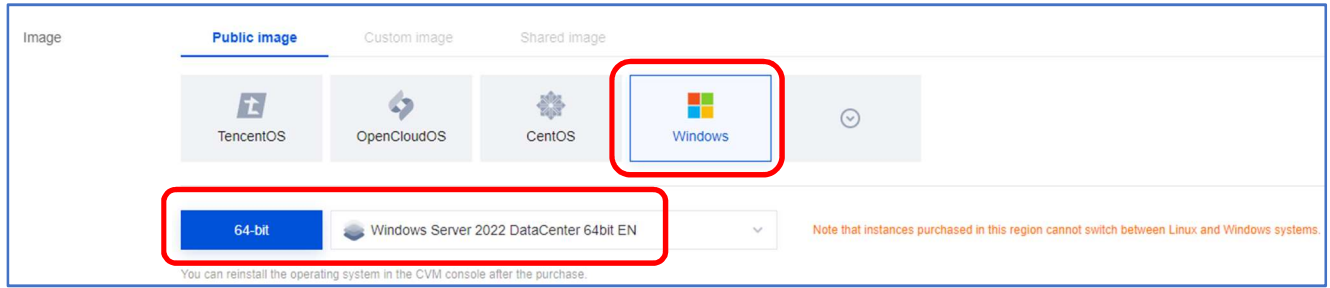 Image
Public image
Custom image
Shared image
TencentOS
OpenCloudOS
CentOS
Windows
64-bit
Windows Server 2022 DataCenter 64bit EN
Note that instances purchased in this region cannot switch between Linux and Windows systems.
You can reinstall the operating system in the CVM console after the purchase.